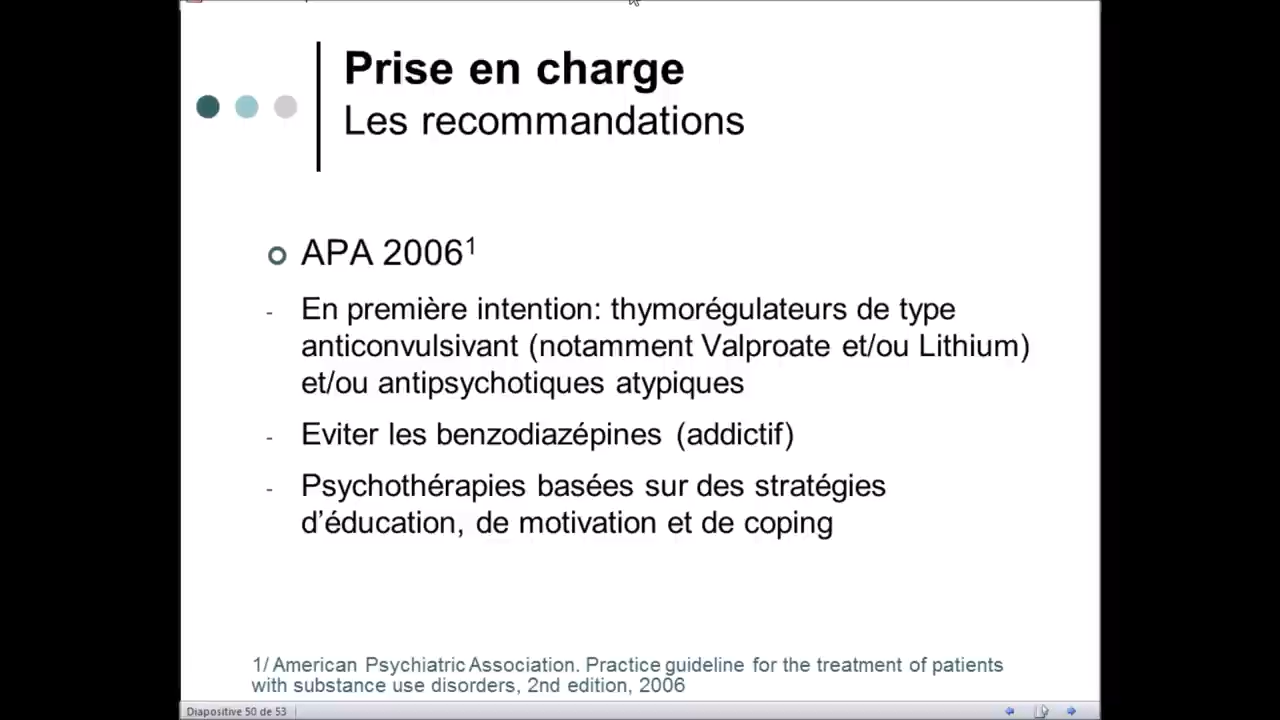 Prise en charge
Les recommandations
APA 2006¹
- En première intention: thymorégulateurs de type
anticonvulsivant (notamment Valproate et/ou Lithium)
et/ou antipsychotiques atypiques
- Eviter les benzodiazépines (addictif)
- Psychothérapies basées sur des stratégies
d’éducation, de motivation et de coping
1/ American Psychiatric Association. Practice guideline for the treatment of patients
with substance use disorders, 2nd edition, 2006
Diapositive 50 de 53